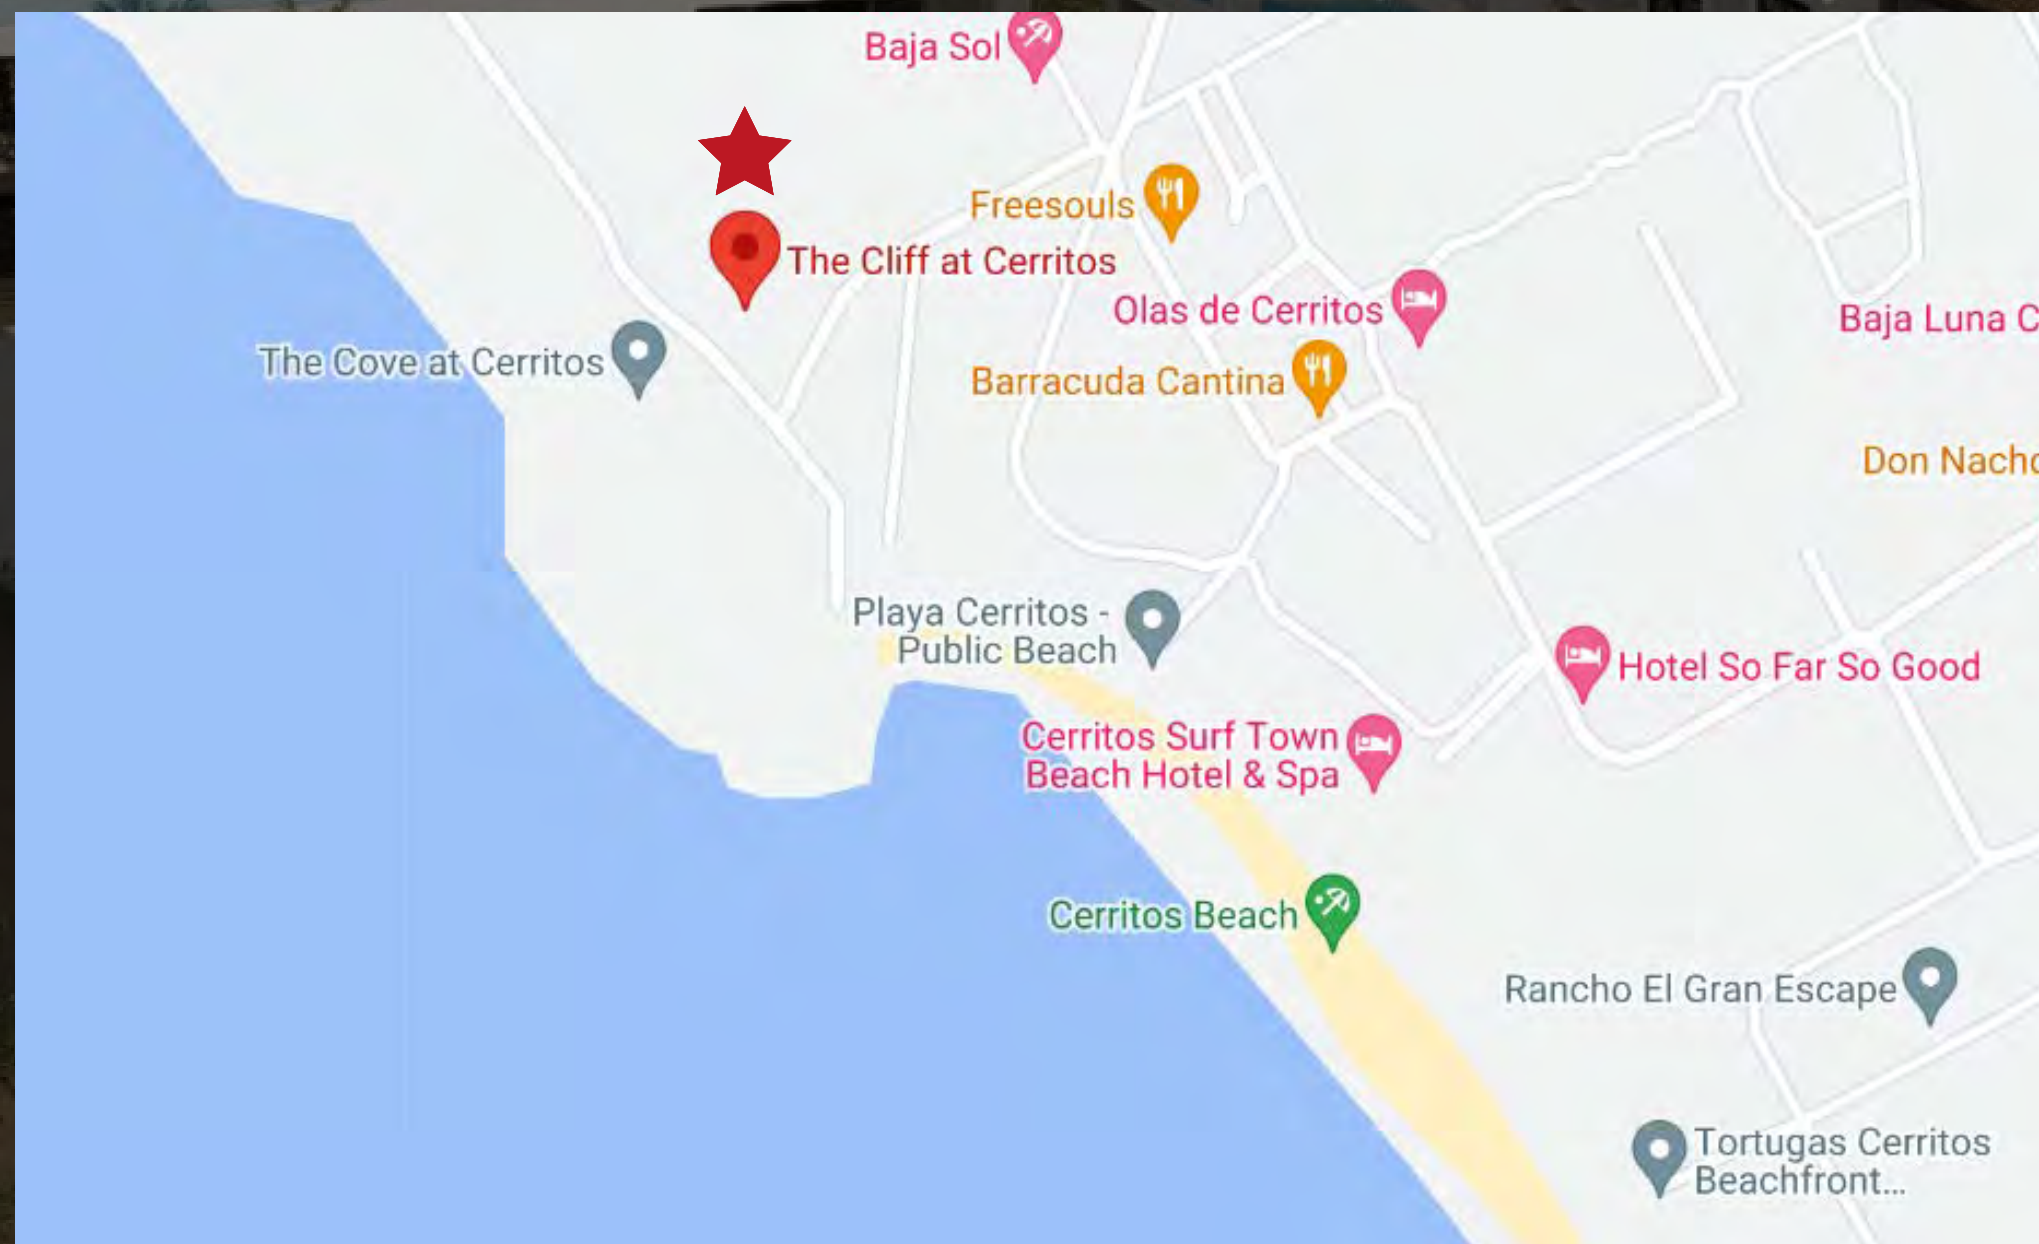 Baja Sol
Freesouls
The Cliff at Cerritos
Olas de Cerritos
Baja Luna C
The Cove at Cerritos
Barracuda Cantina
Don Nacho
Playa Cerritos -
Public Beach
Hotel So Far So Good
Cerritos Surf Town
Beach Hotel & Spa
Cerritos Beach
Rancho El Gran Escape
Tortugas Cerritos
Beachfront...